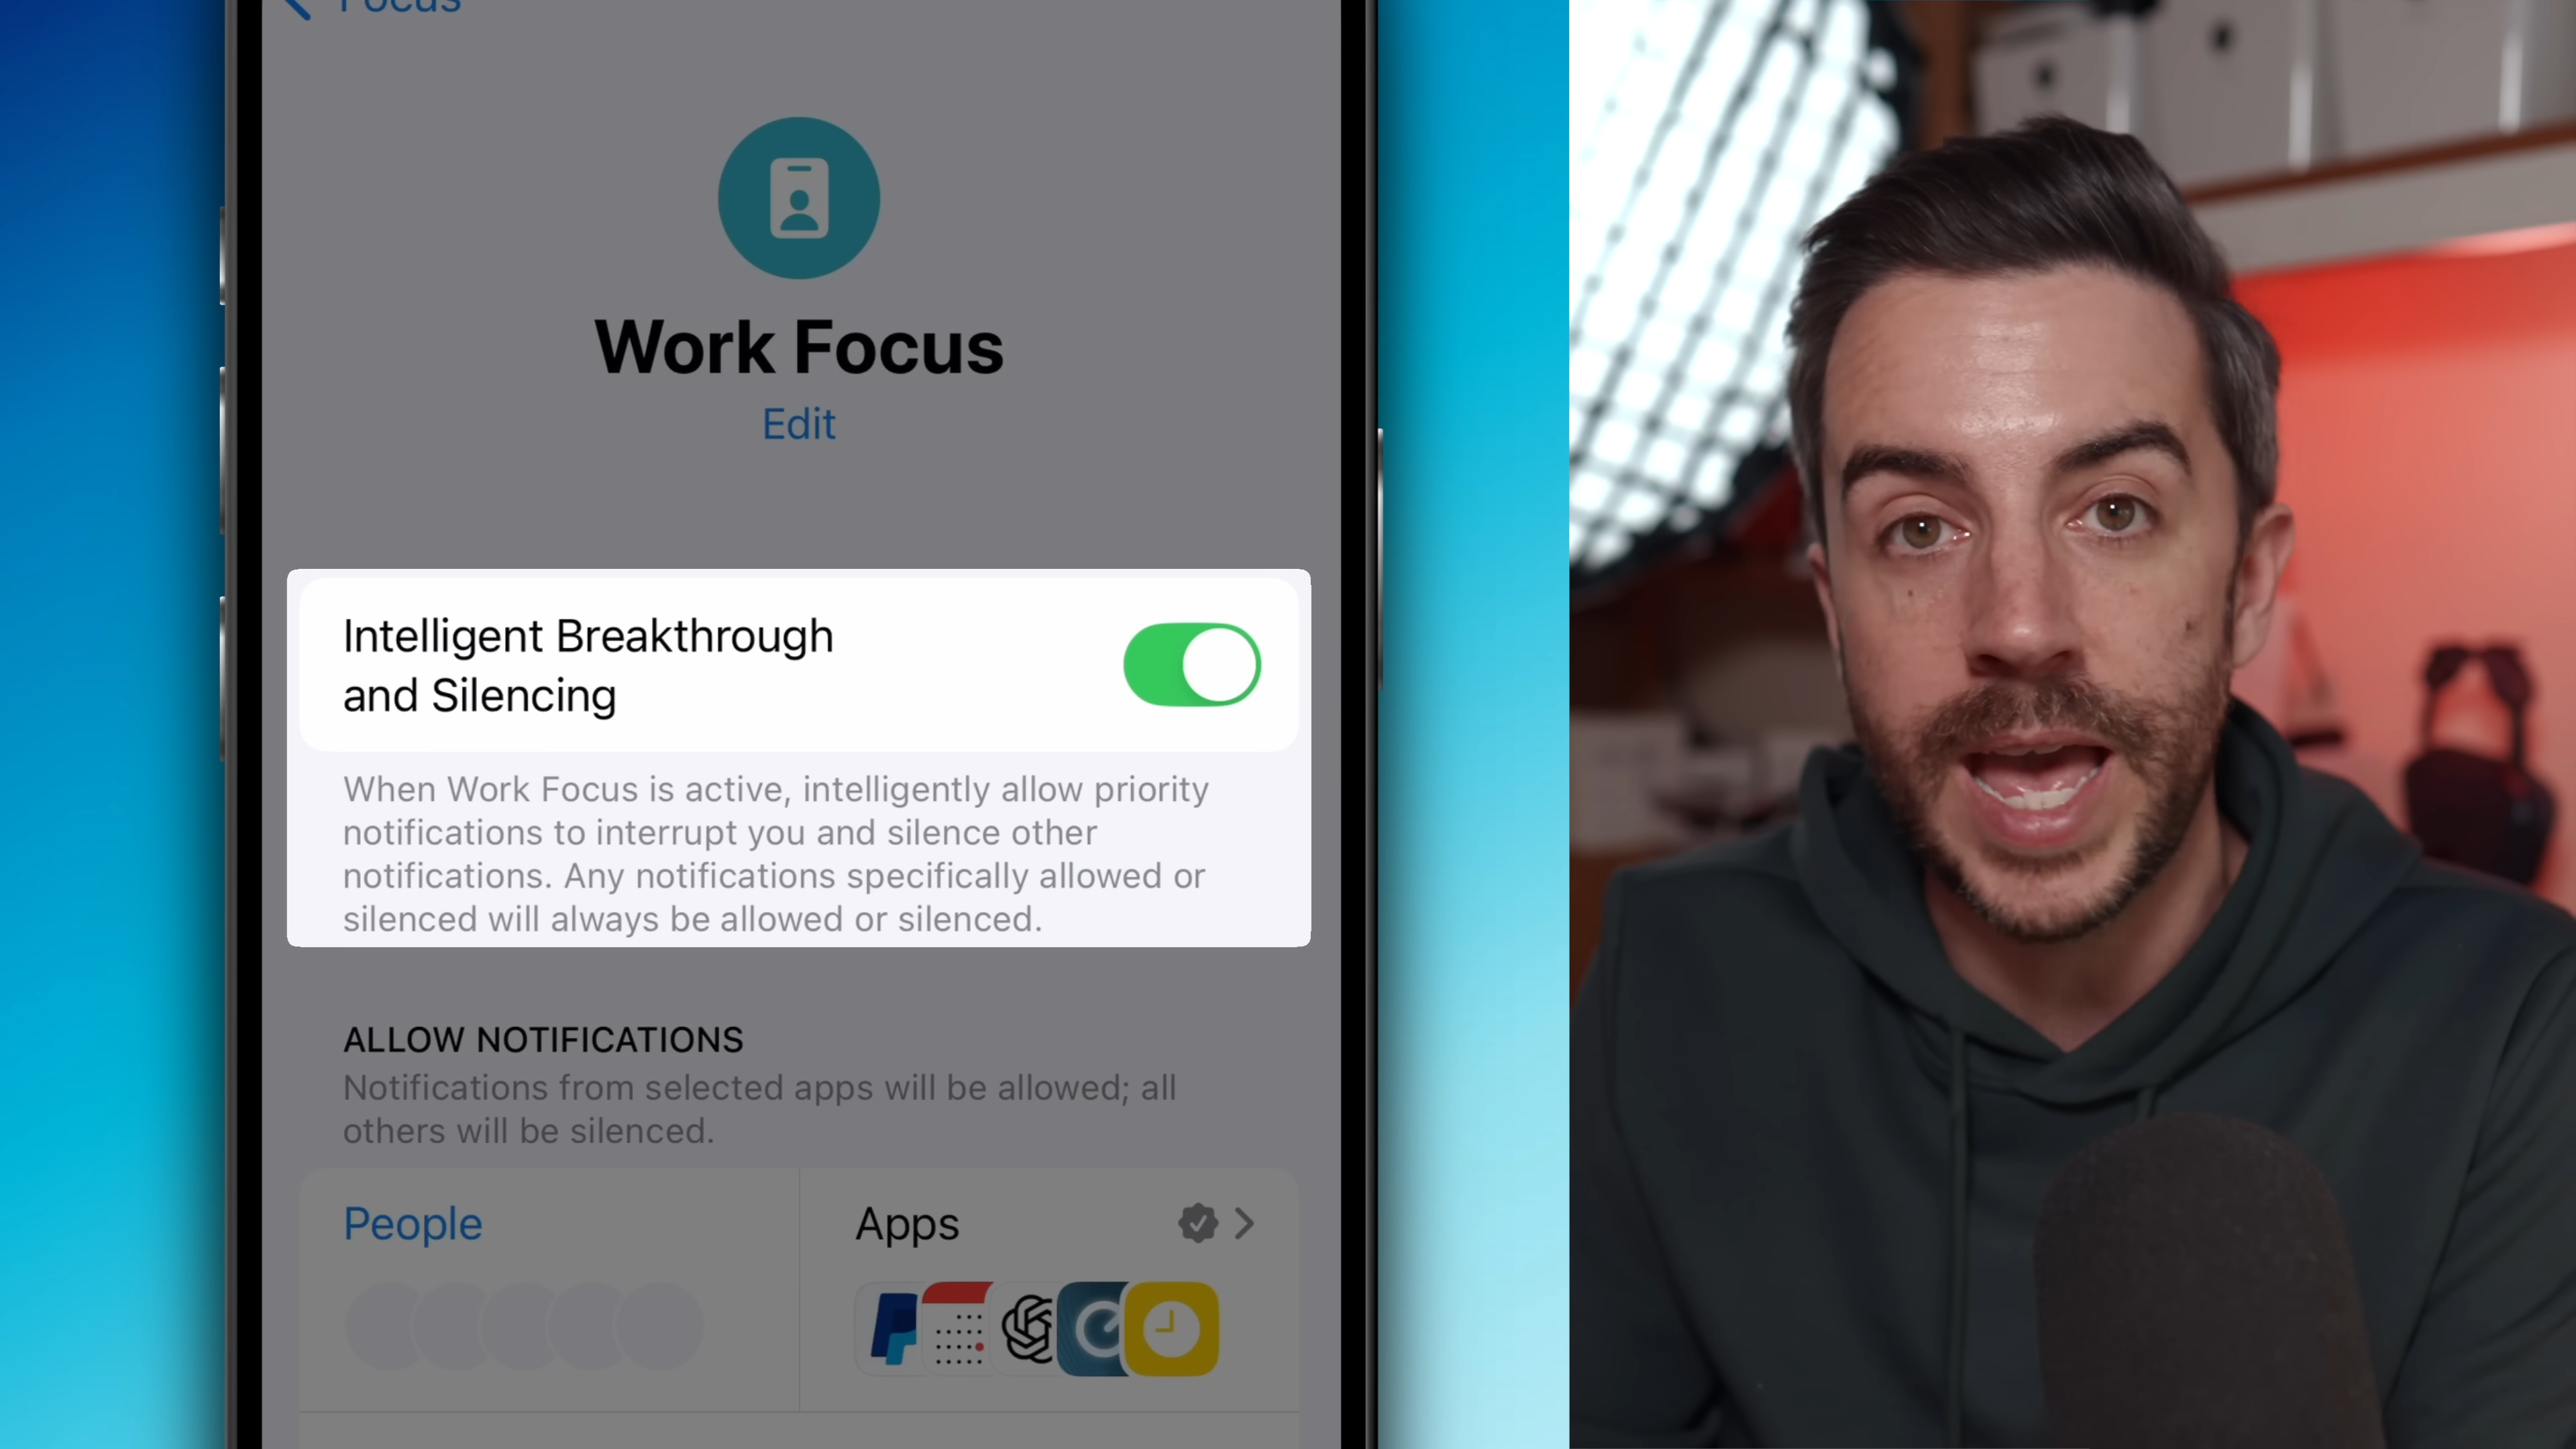 Focus
Work Focus
Edit
Intelligent Breakthrough
and Silencing
When Work Focus is active, intelligently allow priority
notifications to interrupt you and silence other
notifications. Any notifications specifically allowed or
silenced will always be allowed or silenced.
ALLOW NOTIFICATIONS
Notifications from selected apps will be allowed; all
others will be silenced.
People
Apps